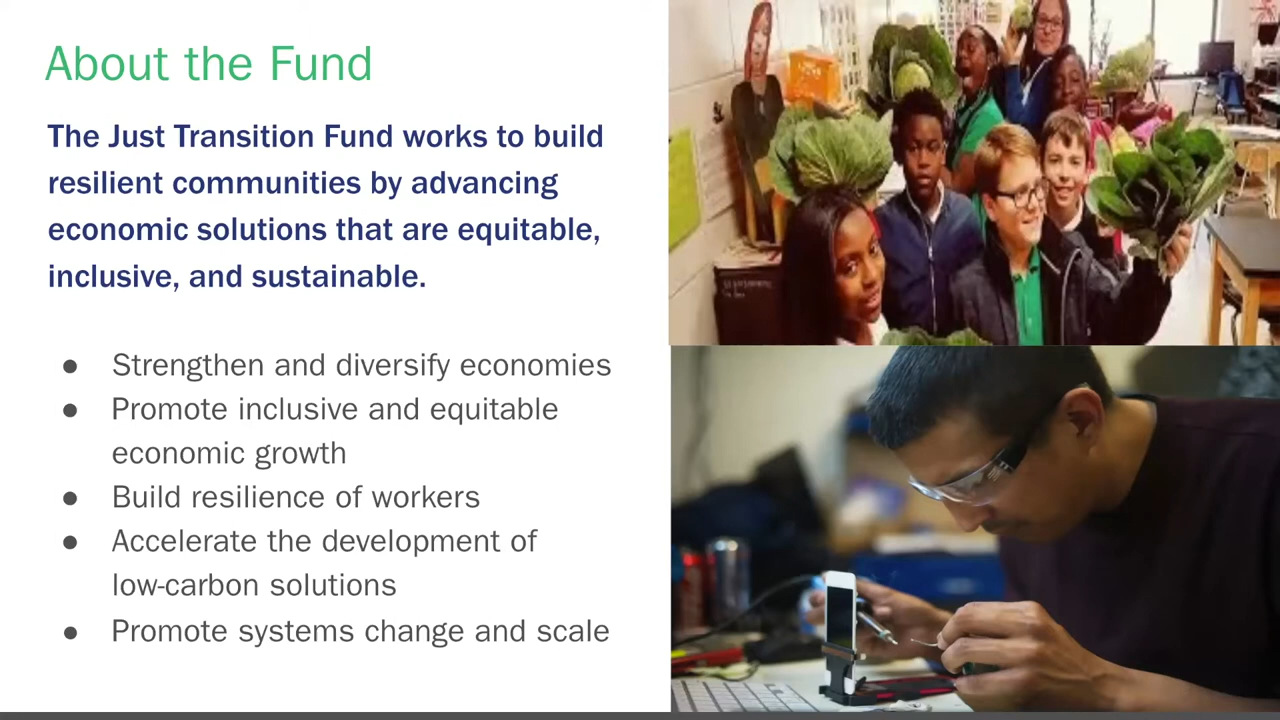 About the Fund
The Just Transition Fund works to build
resilient communities by advancing
economic solutions that are equitable,
inclusive, and sustainable.
● Strengthen and diversify economies
● Promote inclusive and equitable
economic growth
● Build resilience of workers
● Accelerate the development of
low-carbon solutions
● Promote systems change and scale